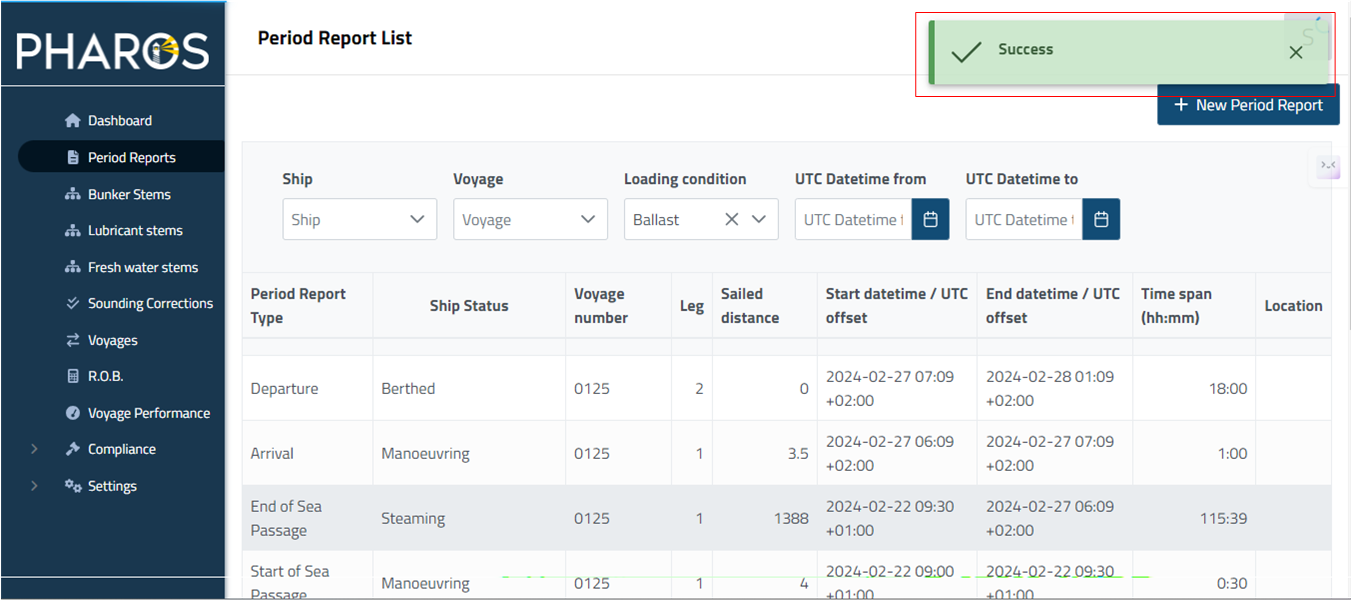 PHAROS
Dashboard
Period Reports
Bunker Stems
Lubricant stems
Fresh water stems
Sounding Corrections
Voyages
R.O.B.
Voyage Performance
Compliance
Settings
Period Report List
Success
S
+ New Period Report
Ship
Voyage
Loading condition
UTC Datetime from
UTC Datetime to
Ship
Voyage
Ballast
UTC Datetime
UTC Datetime
Period Report
Type
Ship Status
Voyage
number
Leg
Sailed
distance
Start datetime / UTC
offset
End datetime / UTC
offset
Time span
(hh:mm)
Location
Departure
Berthed
0125
2
0
2024-02-27 07:09
+02:00
2024-02-28 01:09
+02:00
18:00
Arrival
Manoeuvring
0125
1
3.5
2024-02-27 06:09
+02:00
2024-02-27 07:09
+02:00
1:00
End of Sea
Passage
Steaming
0125
1
1388
2024-02-22 09:30
+01:00
2024-02-27 06:09
+02:00
115:39
Start of Sea
Passage
Manoeuvring
0125
1
4
2024-02-22 09:00
+01:00
2024-02-22 09:30
+01:00
0:30